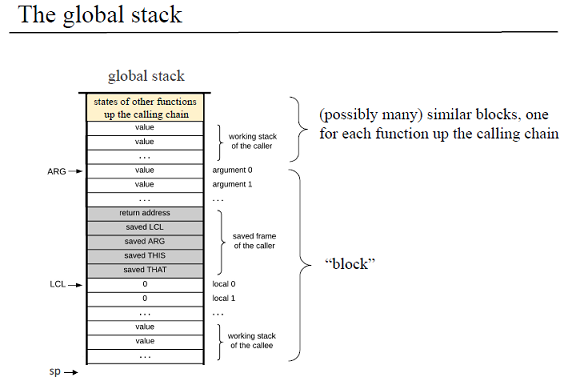 The global stack
global stack
states of other functions
up the calling chain
value
value
...
working stack
of the caller
(possibly many) similar blocks, one
for each function up the calling chain
ARG
value
argument 0
value
argument 1
...
...
return address
saved LCL
saved ARG
saved THIS
saved THAT
saved frame
of the caller
"block"
LCL
0
local 0
0
local 1
...
...
value
value
...
working stack
of the callee
sp